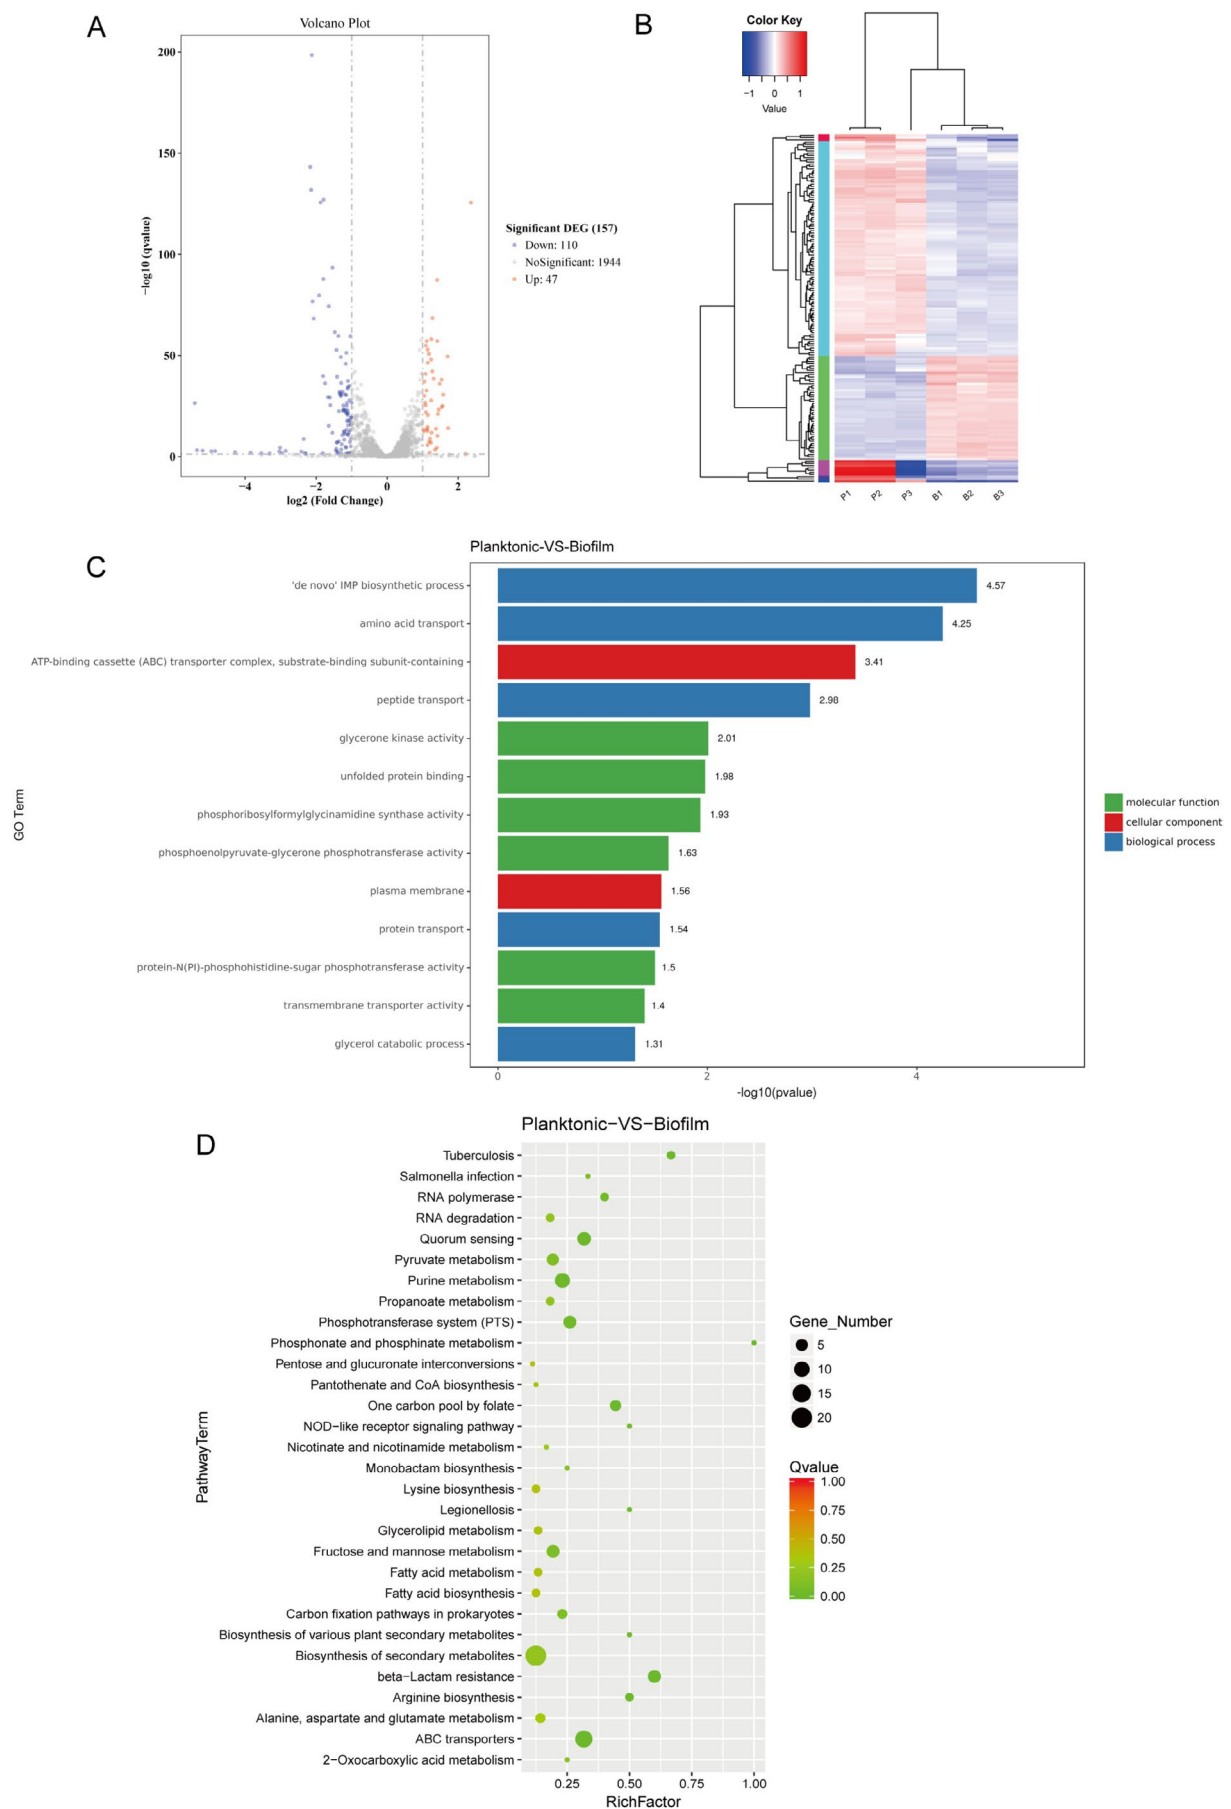 A
Volcano Plot
200
150
100
50
0
−log10 (qvalue)
−4
−2
0
2
log2 (Fold Change)
Significant DEG (157)
Down: 110
NoSignificant: 1944
Up: 47
B
Color Key
−1
0
1
Value
P1
P2
P3
B1
B2
B3
C
Planktonic-VS-Biofilm
GO Term
'de novo' IMP biosynthetic process
4.57
amino acid transport
4.25
ATP-binding cassette (ABC) transporter complex, substrate-binding subunit-containing
3.41
peptide transport
2.98
glycerone kinase activity
2.01
unfolded protein binding
1.98
phosphoribosylformylglycinamidine synthase activity
1.93
phosphoenolpyruvate-glycerone phosphotransferase activity
1.63
plasma membrane
1.56
protein transport
1.54
protein-N(PI)-phosphohistidine-sugar phosphotransferase activity
1.5
transmembrane transporter activity
1.4
glycerol catabolic process
1.31
0
2
4
-log10(pvalue)
molecular function
cellular component
biological process
D
Planktonic−VS−Biofilm
PathwayTerm
Tuberculosis
Salmonella infection
RNA polymerase
RNA degradation
Quorum sensing
Pyruvate metabolism
Purine metabolism
Propanoate metabolism
Phosphotransferase system (PTS)
Phosphonate and phosphinate metabolism
Pentose and glucuronate interconversions
Pantothenate and CoA biosynthesis
One carbon pool by folate
NOD−like receptor signaling pathway
Nicotinate and nicotinamide metabolism
Monobactam biosynthesis
Lysine biosynthesis
Legionellosis
Glycerolipid metabolism
Fructose and mannose metabolism
Fatty acid metabolism
Fatty acid biosynthesis
Carbon fixation pathways in prokaryotes
Biosynthesis of various plant secondary metabolites
Biosynthesis of secondary metabolites
beta−Lactam resistance
Arginine biosynthesis
Alanine, aspartate and glutamate metabolism
ABC transporters
2−Oxocarboxylic acid metabolism
0.25
0.50
0.75
1.00
RichFactor
Gene_Number
5
10
15
20
Qvalue
1.00
0.75
0.50
0.25
0.00